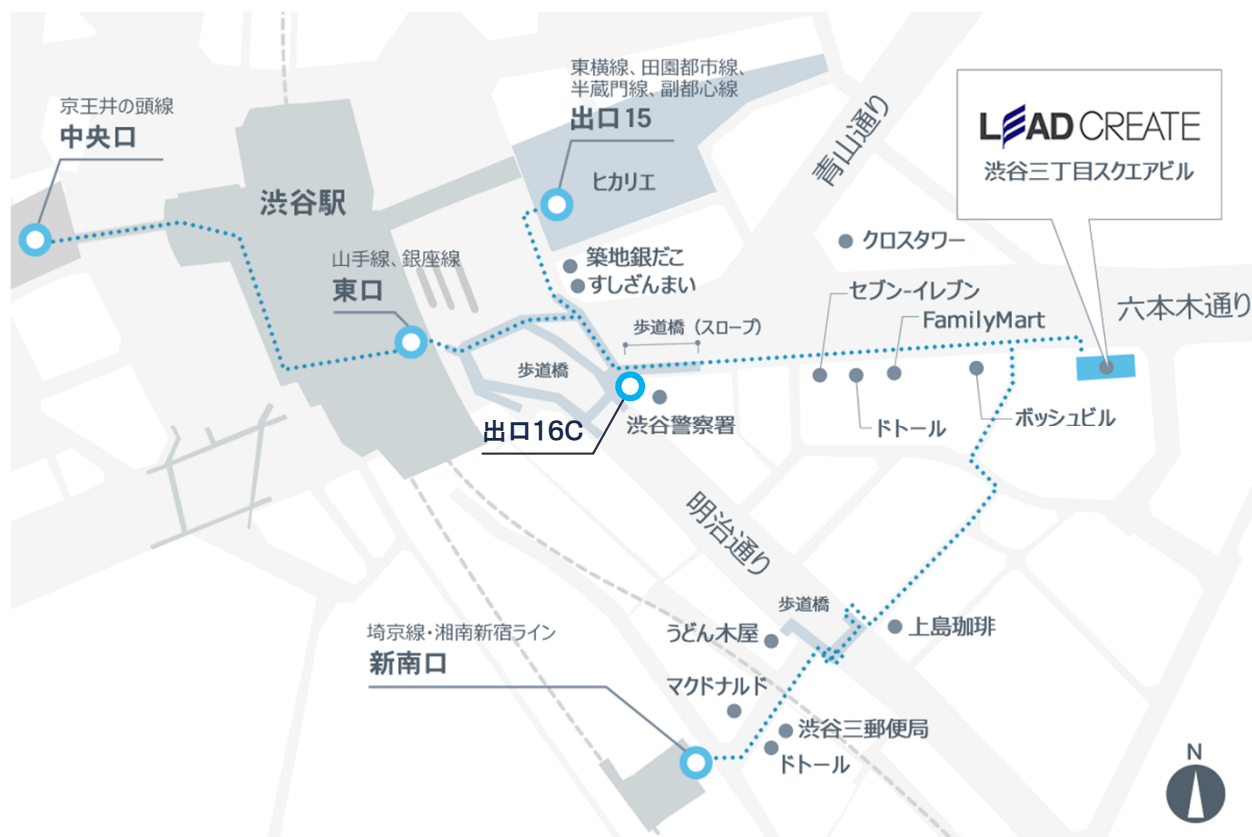 東横線、田園都市線、
半蔵門線、副都心線
出口15
京王井の頭線
中央口
LEAD CREATE
渋谷三丁目スクエアビル
青山通り
ヒカリエ
渋谷駅
クロスタワー
山手線、銀座線
東口
築地銀だこ
すしざんまい
セブン-イレブン
六本木通り
FamilyMart
歩道橋（スロープ）
歩道橋
渋谷警察署
出口16C
ドトール
ボッシュビル
明治通り
歩道橋
うどん木屋
上島珈琲
埼京線・湘南新宿ライン
新南口
マクドナルド
渋谷三郵便局
ドトール
N